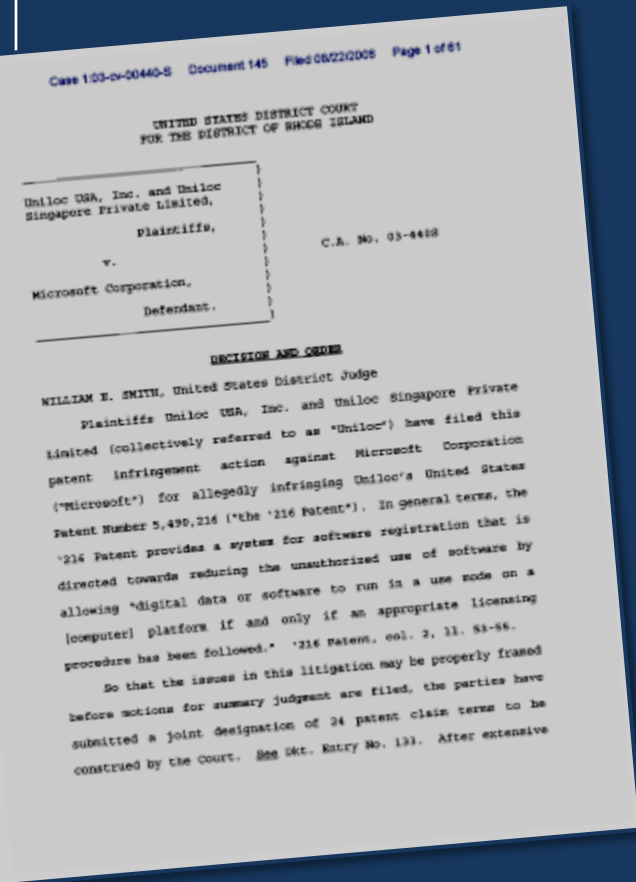 Case 1:03-cv-00440-S Document 145 Filed 08/22/2006 Page 1 of 61
UNITED STATES DISTRICT COURT
FOR THE DISTRICT OF RHODE ISLAND
Uniloc USA, Inc. and Uniloc
Singapore Private Limited,
Plaintiffs,
v.
C.A. No. 03-440S
Microsoft Corporation,
Defendant.
DECISION AND ORDER
WILLIAM E. SMITH, United States District Judge
Plaintiffs Uniloc USA, Inc. and Uniloc Singapore Private
Limited (collectively referred to as "Uniloc") have filed this
patent infringement action against Microsoft Corporation
("Microsoft") for allegedly infringing Uniloc's United States
Patent Number 5,490,216 ("the '216 Patent"). In general terms, the
'216 Patent provides a system for software registration that is
directed towards reducing the unauthorized use of software by
allowing "digital data or software to run in a use mode on a
[computer] platform if and only if an appropriate licensing
procedure has been followed." '216 Patent, col. 2, ll. 53-55.
So that the issues in this litigation may be properly framed
before motions for summary judgment are filed, the parties have
submitted a joint designation of 24 patent claim terms to be
construed by the Court. See Dkt. Entry No. 133. After extensive